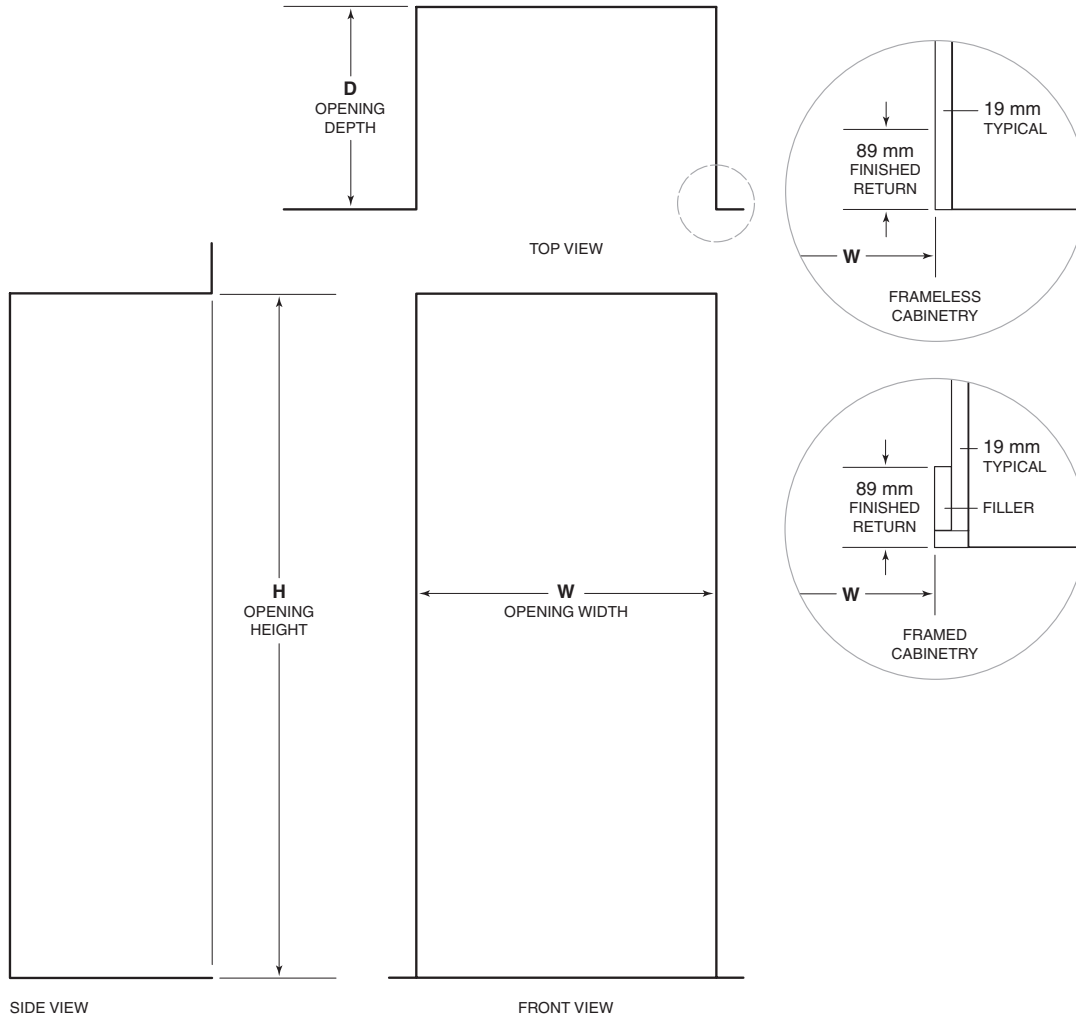 D
OPENING
DEPTH
TOP VIEW
19 mm
TYPICAL
89 mm
FINISHED
RETURN
W
FRAMELESS
CABINETRY
H
OPENING
HEIGHT
W
OPENING WIDTH
19 mm
TYPICAL
89 mm
FINISHED
RETURN
FILLER
W
FRAMED
CABINETRY
SIDE VIEW
FRONT VIEW